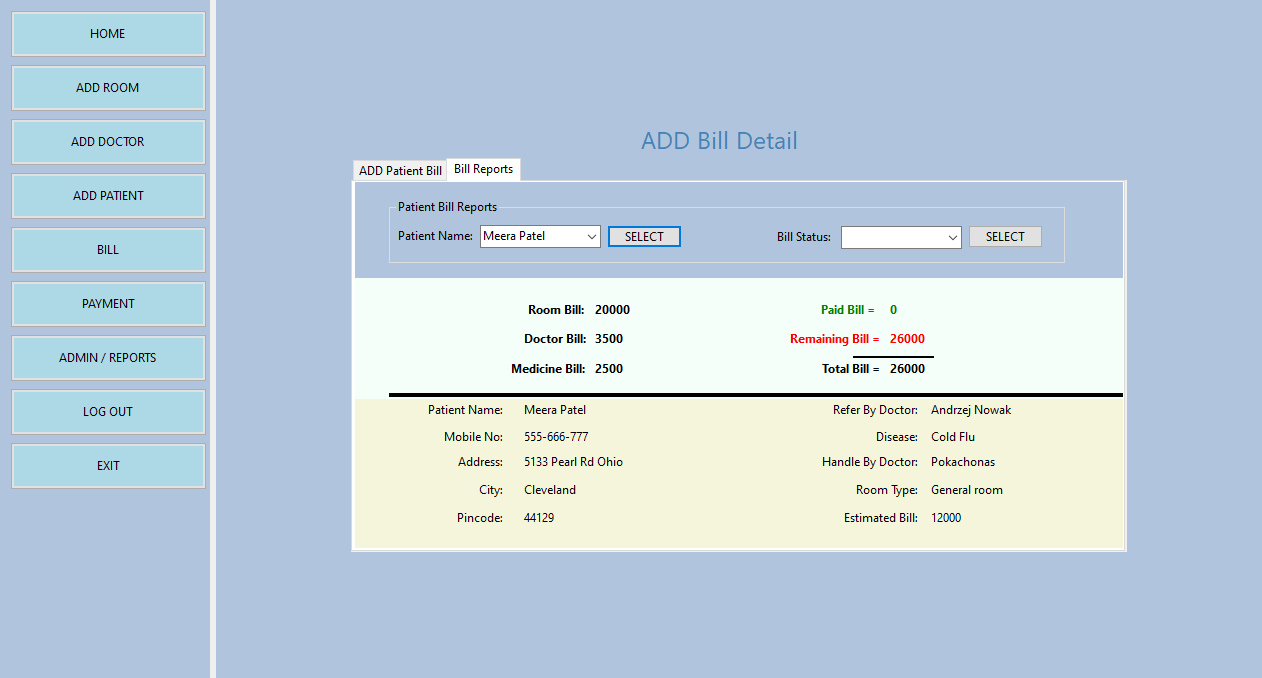 HOME
ADD ROOM
ADD DOCTOR
ADD PATIENT
BILL
PAYMENT
ADMIN / REPORTS
LOG OUT
EXIT
ADD Bill Detail
ADD Patient Bill Bill Reports
Patient Bill Reports
Patient Name: Meera Patel SELECT Bill Status: SELECT
Room Bill: 20000 Paid Bill = 0
Doctor Bill: 3500 Remaining Bill = 26000
Medicine Bill: 2500 Total Bill = 26000
Patient Name: Meera Patel Refer By Doctor: Andrzej Nowak
Mobile No: 555-666-777 Disease: Cold Flu
Address: 5133 Pearl Rd Ohio Handle By Doctor: Pokachonas
City: Cleveland Room Type: General room
Pincode: 44129 Estimated Bill: 12000